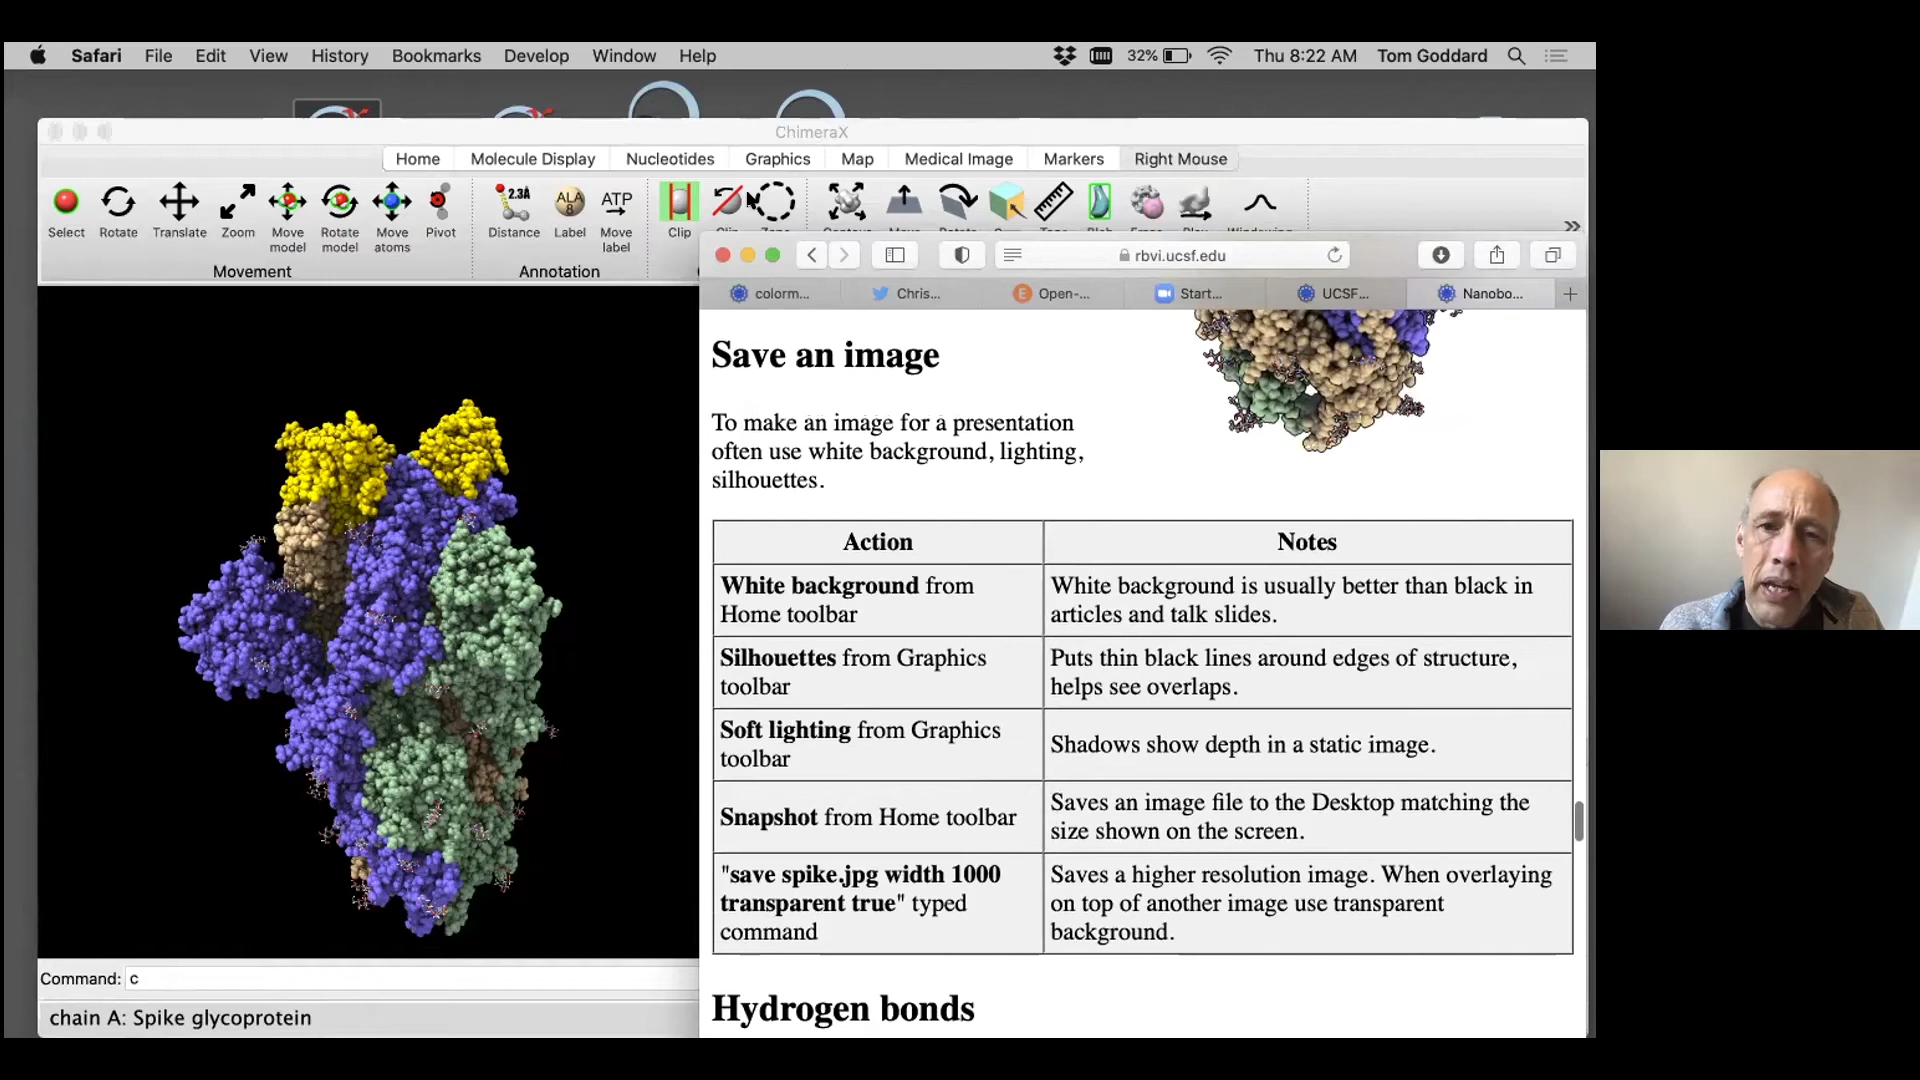 Safari File Edit View History Bookmarks Develop Window Help 32% Thu 8:22 AM Tom Goddard
ChimeraX
Home Molecule Display Nucleotides Graphics Map Medical Image Markers Right Mouse
2.3Å ALA 8 ATP
Select Rotate Translate Zoom Move model Rotate model Move atoms Pivot Distance Label Move label Clip
Movement Annotation
rbvi.ucsf.edu
colorm... Chris... Open-... Start... UCSF... Nanobo...
Save an image
To make an image for a presentation
often use white background, lighting,
silhouettes.
Action Notes
White background from
Home toolbar
White background is usually better than black in
articles and talk slides.
Silhouettes from Graphics
toolbar
Puts thin black lines around edges of structure,
helps see overlaps.
Soft lighting from Graphics
toolbar
Shadows show depth in a static image.
Snapshot from Home toolbar
Saves an image file to the Desktop matching the
size shown on the screen.
"save spike.jpg width 1000
transparent true" typed
command
Saves a higher resolution image. When overlaying
on top of another image use transparent
background.
Hydrogen bonds
Command: c
chain A: Spike glycoprotein